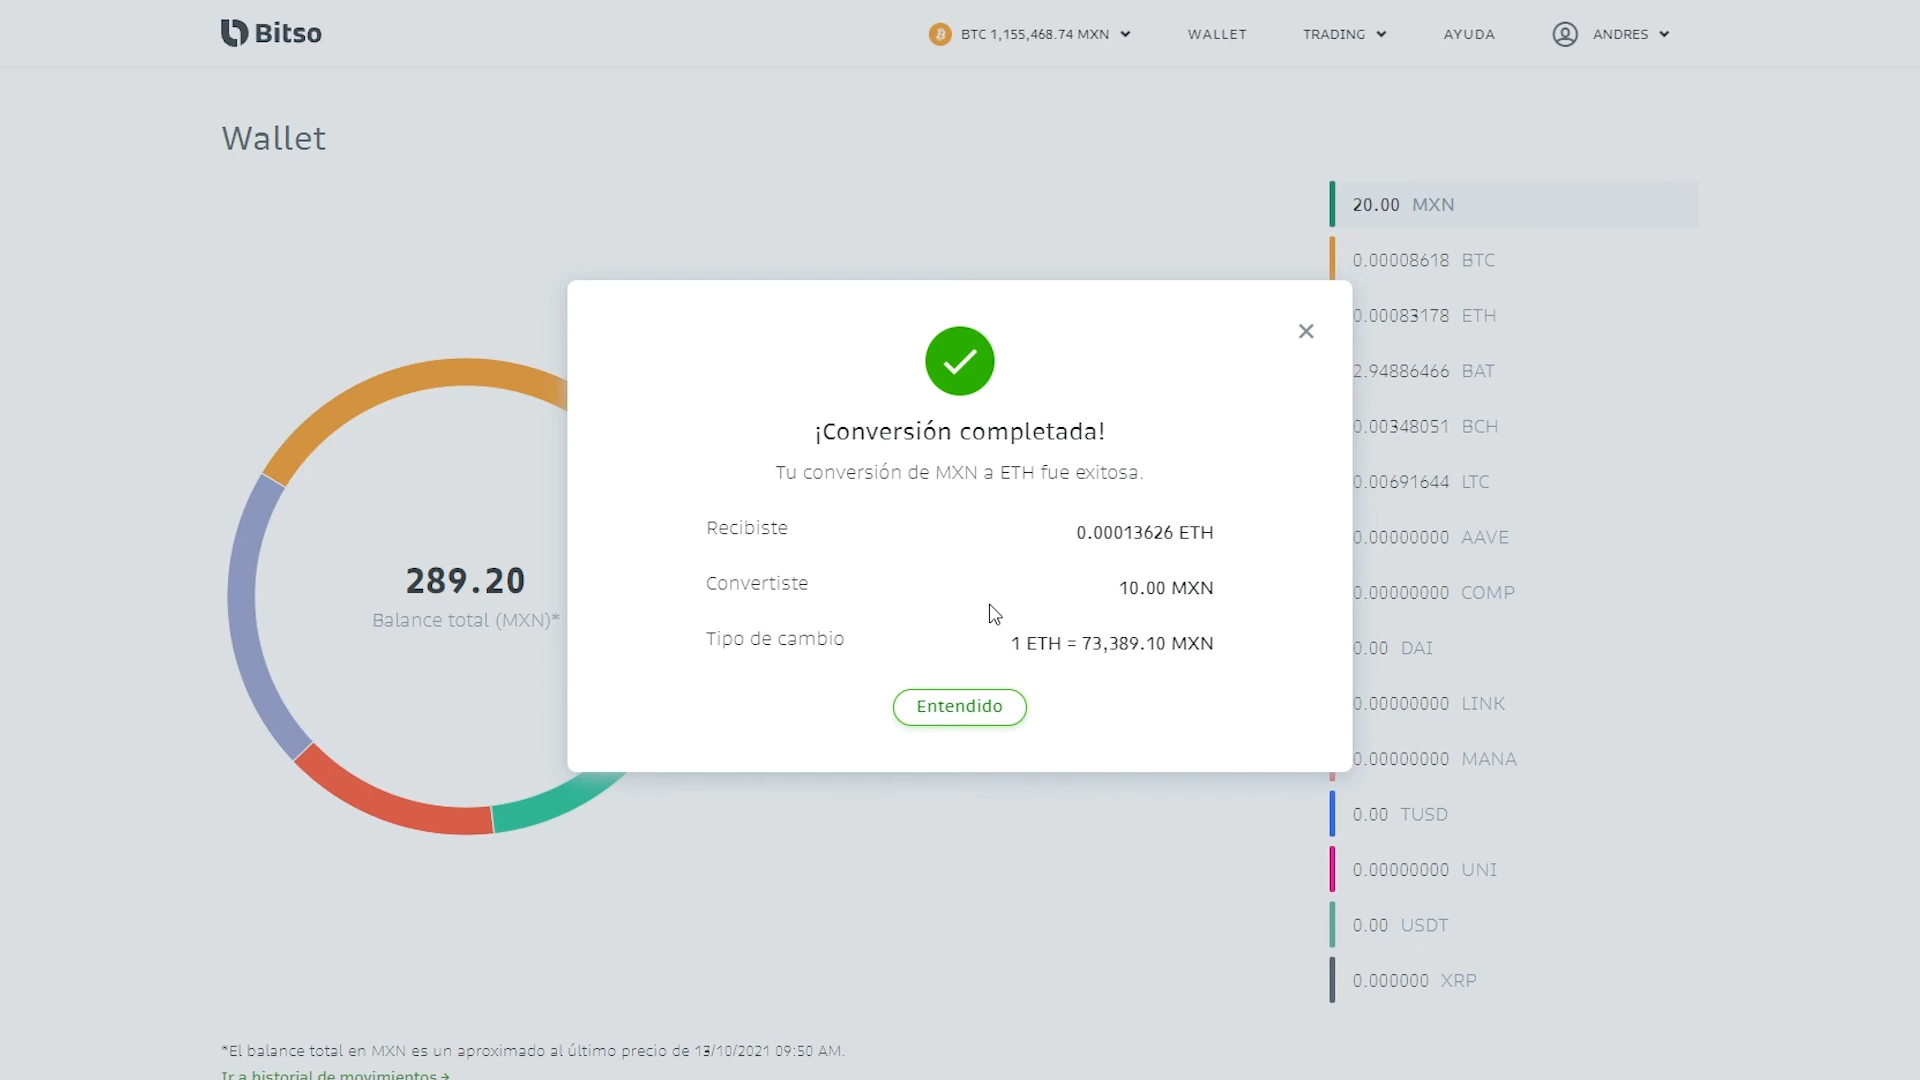 Bitso
BTC 1,155,468.74 MXN
WALLET
TRADING
AYUDA
ANDRES
Wallet
289.20
Balance total (MXN)*
20.00 MXN
0.00008618 BTC
0.00083178 ETH
2.94886466 BAT
0.00348051 BCH
0.00691644 LTC
0.00000000 AAVE
0.00000000 COMP
0.00 DAI
0.00000000 LINK
0.00000000 MANA
0.00 TUSD
0.00000000 UNI
0.00 USDT
0.000000 XRP
¡Conversión completada!
Tu conversión de MXN a ETH fue exitosa.
Recibiste 0.00013626 ETH
Convertiste 10.00 MXN
Tipo de cambio 1 ETH = 73,389.10 MXN
Entendido
*El balance total en MXN es un aproximado al último precio de 13/10/2021 09:50 AM.
Ir a historial de movimientos →